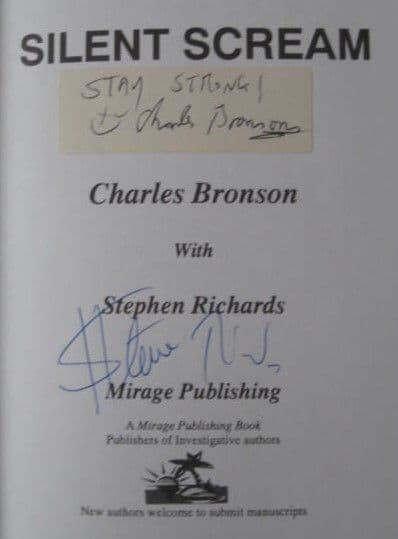 SILENT SCREAM
STAY STRONG!
Charles Bronson
Charles Bronson
With
Stephen Richards
Steve
Mirage Publishing
A Mirage Publishing Book
Publishers of Investigative authors
New authors welcome to submit manuscripts